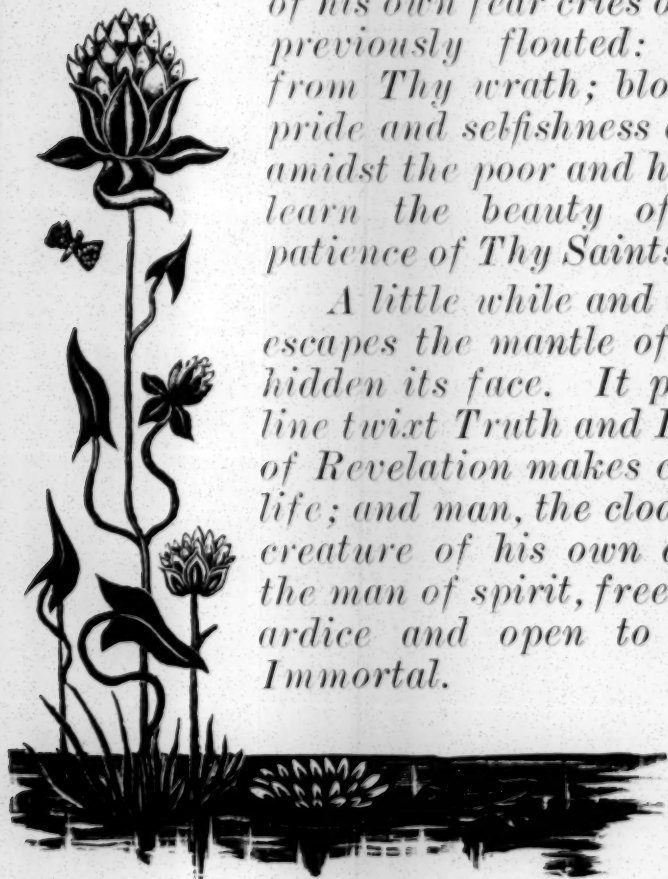 of his own fear cries
previously flouted:
from Thy wrath;
pride and selfishness
amidst the poor and
learn the beauty of
patience of Thy Saints
A little while and
escapes the mantle of
hidden its face. It
line twixt Truth and
of Revelation makes
life; and man, the
creature of his own
the man of spirit, free
ardice and open to
Immortal.